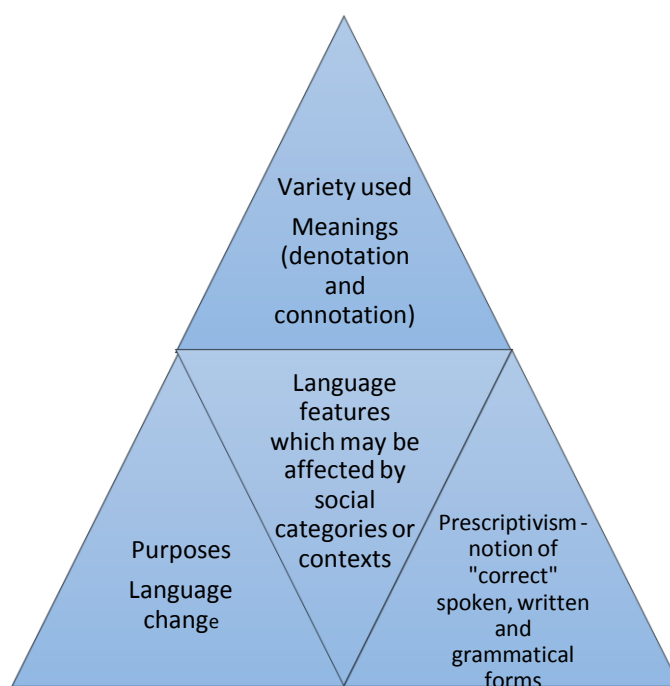 Variety used
Meanings
(denotation
and
connotation)
Language
features
which may be
affected by
social
categories or
contexts
Purposes
Language
change
Prescriptivism -
notion of
"correct"
spoken, written
and
grammatical
forms